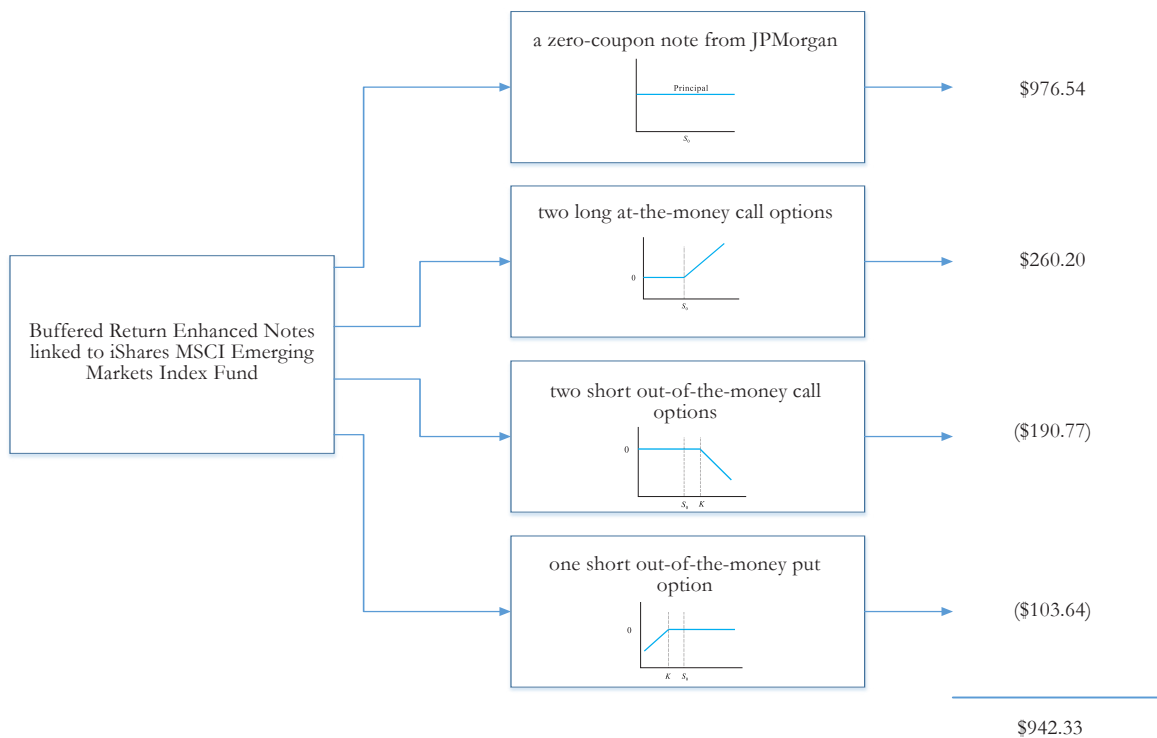 a zero-coupon note from JPMorgan
Principal
S₀
$976.54
two long at-the-money call options
0
S₀
$260.20
Buffered Return Enhanced Notes
linked to iShares MSCI Emerging
Markets Index Fund
two short out-of-the-money call
options
0
S₀ K
($190.77)
one short out-of-the-money put
option
0
K S₀
($103.64)
$942.33